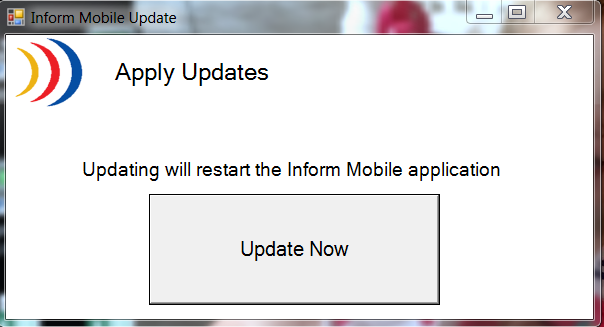 Inform Mobile Update
Apply Updates
Updating will restart the Inform Mobile application
Update Now